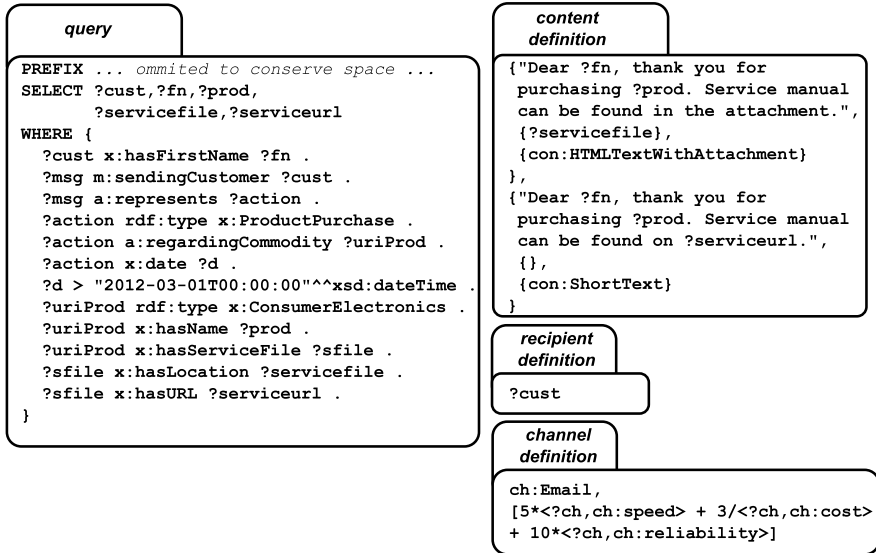 query
PREFIX ... ommited to conserve space ...
SELECT ?cust,?fn,?prod,
?servicefile,?serviceurl
WHERE {
?cust x:hasFirstName ?fn .
?msg m:sendingCustomer ?cust .
?msg a:represents ?action .
?action rdf:type x:ProductPurchase .
?action a:regardingCommodity ?uriProd .
?action x:date ?d .
?d > "2012-03-01T00:00:00"^^xsd:dateTime .
?uriProd rdf:type x:ConsumerElectronics .
?uriProd x:hasName ?prod .
?uriProd x:hasServiceFile ?sfile .
?sfile x:hasLocation ?servicefile .
?sfile x:hasURL ?serviceurl .
}
content
definition
{"Dear ?fn, thank you for
purchasing ?prod. Service manual
can be found in the attachment.",
{?servicefile},
{con:HTMLTextWithAttachment}
},
{"Dear ?fn, thank you for
purchasing ?prod. Service manual
can be found on ?serviceurl.",
{},
{con:ShortText}
}
recipient
definition
?cust
channel
definition
ch:Email,
[5*<?ch,ch:speed> + 3/<?ch,ch:cost>
+ 10*<?ch,ch:reliability>]